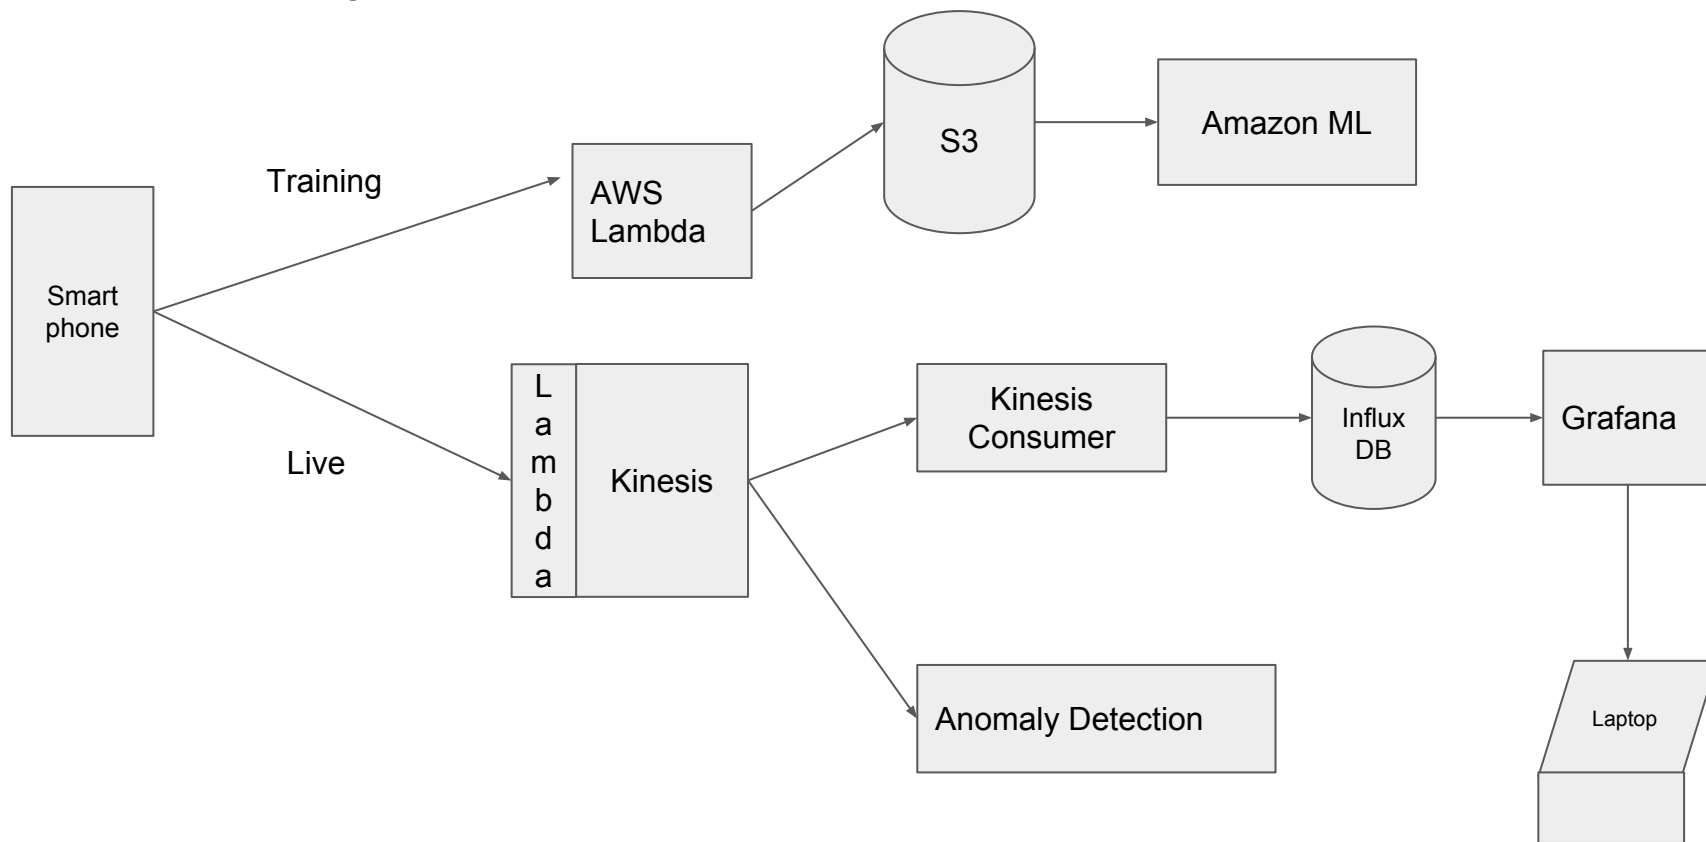 Training
Smart
phone
Live
AWS
Lambda
S3
Amazon ML
L
a
m
b
d
a
Kinesis
Kinesis
Consumer
Influx
DB
Grafana
Anomaly Detection
Laptop